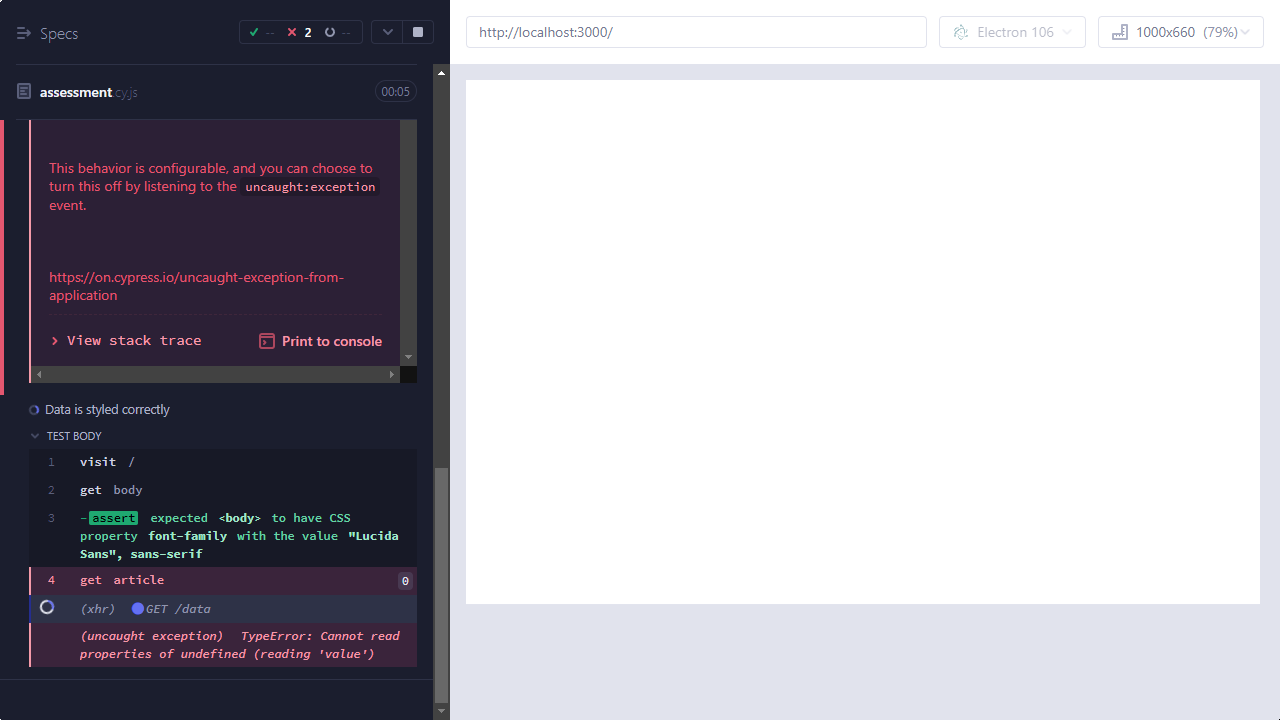 Specs
-- 2 --
http://localhost:3000/
Electron 106
1000x660 (79%)
assessment.cy.js
00:05
This behavior is configurable, and you can choose to
turn this off by listening to the uncaught:exception
event.
https://on.cypress.io/uncaught-exception-from-
application
View stack trace
Print to console
Data is styled correctly
TEST BODY
1 visit /
2 get body
3 -assert expected <body> to have CSS
property font-family with the value "Lucida
Sans", sans-serif
4 get article 0
(xhr) GET /data
(uncaught exception) TypeError: Cannot read
properties of undefined (reading 'value')